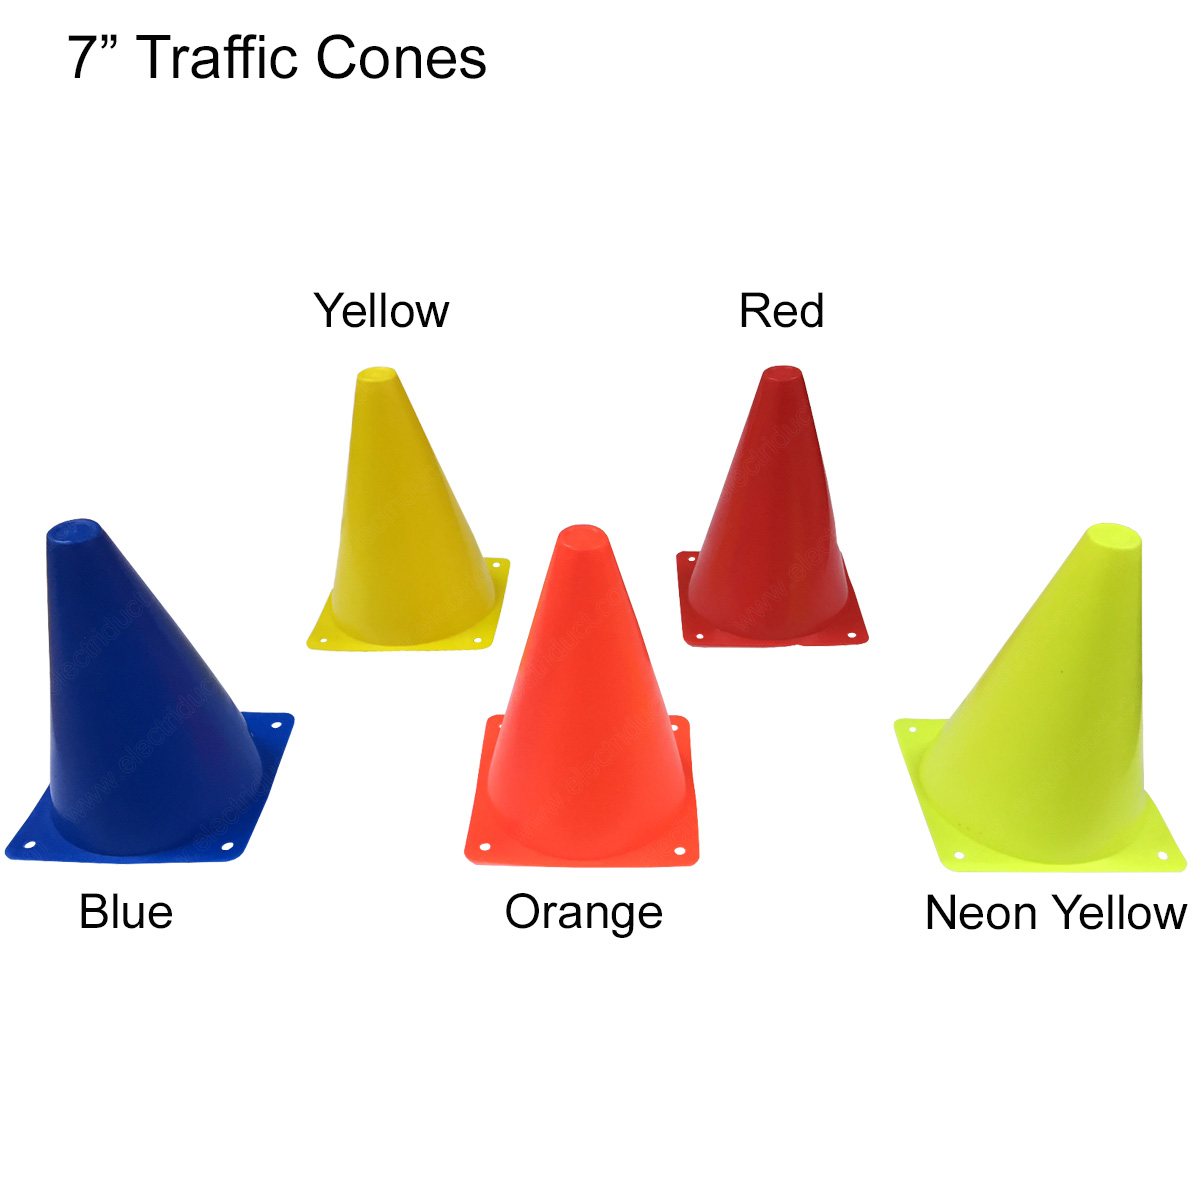 7” Traffic Cones
Yellow
Red
Blue
Orange
Neon Yellow